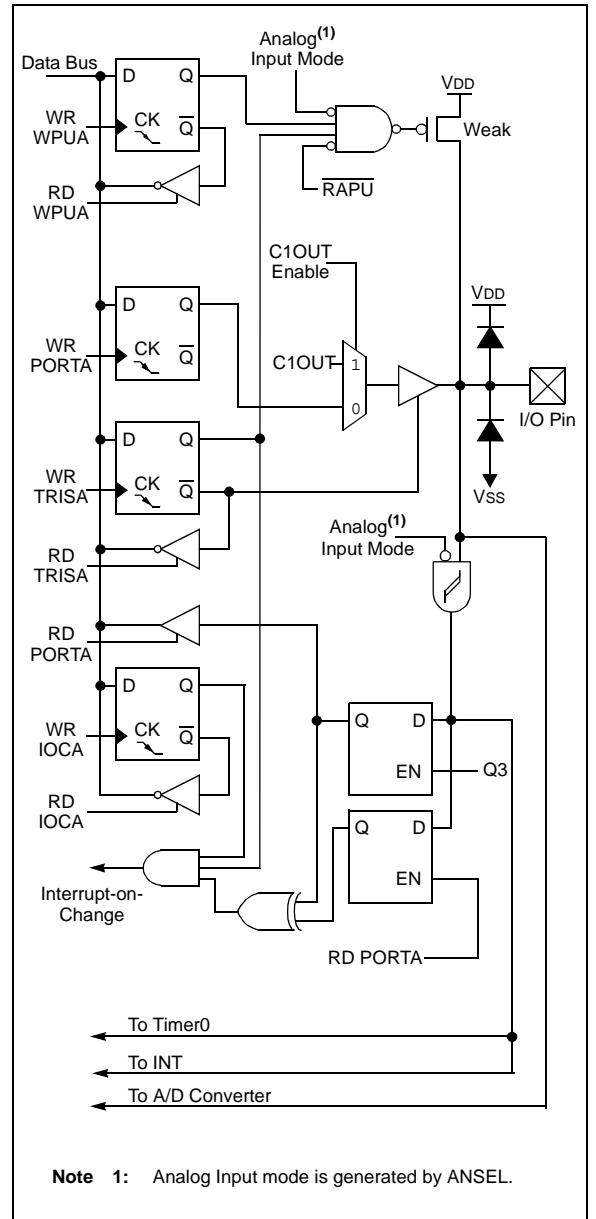 Analog(1)
Input Mode
Data Bus
D Q
VDD
WR
WPUA
CK Q
Weak
RD
WPUA
RAPU
C1OUT
Enable
D Q
VDD
WR
PORTA
CK Q
C1OUT
1
0
I/O Pin
D Q
WR
TRISA
CK Q
VSS
Analog(1)
Input Mode
RD
TRISA
RD
PORTA
D Q
WR
IOCA
CK Q
Q D
EN
Q3
RD
IOCA
Q D
EN
Interrupt-on-
Change
RD PORTA
To Timer0
To INT
To A/D Converter
Note 1: Analog Input mode is generated by ANSEL.